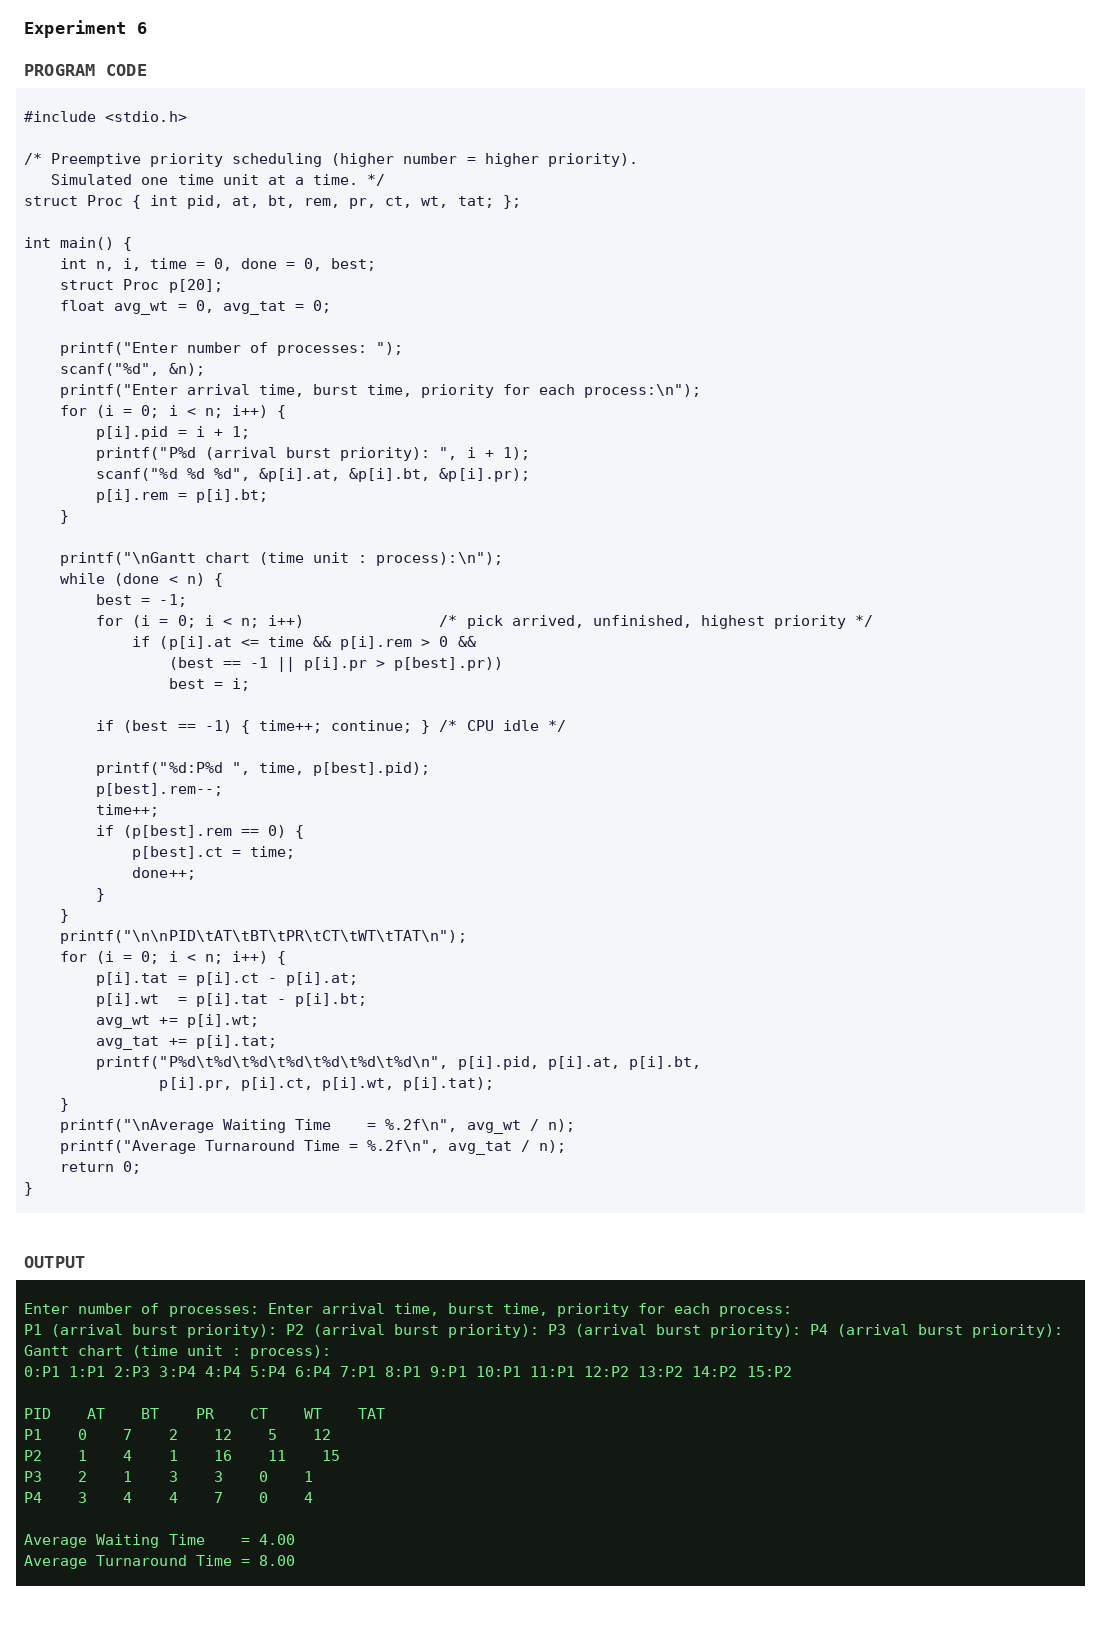 Experiment 6
PROGRAM CODE
#include <stdio.h>
/* Preemptive priority scheduling (higher number = higher priority).
   Simulated one time unit at a time. */
struct Proc { int pid, at, bt, rem, pr, ct, wt, tat; };
int main() {
    int n, i, time = 0, done = 0, best;
    struct Proc p[20];
    float avg_wt = 0, avg_tat = 0;
    printf("Enter number of processes: ");
    scanf("%d", &n);
    printf("Enter arrival time, burst time, priority for each process:\n");
    for (i = 0; i < n; i++) {
        p[i].pid = i + 1;
        printf("P%d (arrival burst priority): ", i + 1);
        scanf("%d %d %d", &p[i].at, &p[i].bt, &p[i].pr);
        p[i].rem = p[i].bt;
    }
    printf("\nGantt chart (time unit : process):\n");
    while (done < n) {
        best = -1;
        for (i = 0; i < n; i++)               /* pick arrived, unfinished, highest priority */
            if (p[i].at <= time && p[i].rem > 0 &&
                (best == -1 || p[i].pr > p[best].pr))
                best = i;
        if (best == -1) { time++; continue; } /* CPU idle */
        printf("%d:P%d ", time, p[best].pid);
        p[best].rem--;
        time++;
        if (p[best].rem == 0) {
            p[best].ct = time;
            done++;
        }
    }
    printf("\n\nPID\tAT\tBT\tPR\tCT\tWT\tTAT\n");
    for (i = 0; i < n; i++) {
        p[i].tat = p[i].ct - p[i].at;
        p[i].wt  = p[i].tat - p[i].bt;
        avg_wt += p[i].wt;
        avg_tat += p[i].tat;
        printf("P%d\t%d\t%d\t%d\t%d\t%d\t%d\n", p[i].pid, p[i].at, p[i].bt,
               p[i].pr, p[i].ct, p[i].wt, p[i].tat);
    }
    printf("\nAverage Waiting Time    = %.2f\n", avg_wt / n);
    printf("Average Turnaround Time = %.2f\n", avg_tat / n);
    return 0;
}
OUTPUT
Enter number of processes: Enter arrival time, burst time, priority for each process:
P1 (arrival burst priority): P2 (arrival burst priority): P3 (arrival burst priority): P4 (arrival burst priority):
Gantt chart (time unit : process):
0:P1 1:P1 2:P3 3:P4 4:P4 5:P4 6:P4 7:P1 8:P1 9:P1 10:P1 11:P1 12:P2 13:P2 14:P2 15:P2
PID    AT    BT    PR    CT    WT    TAT
P1    0    7    2    12    5    12
P2    1    4    1    16    11    15
P3    2    1    3    3    0    1
P4    3    4    4    7    0    4
Average Waiting Time    = 4.00
Average Turnaround Time = 8.00